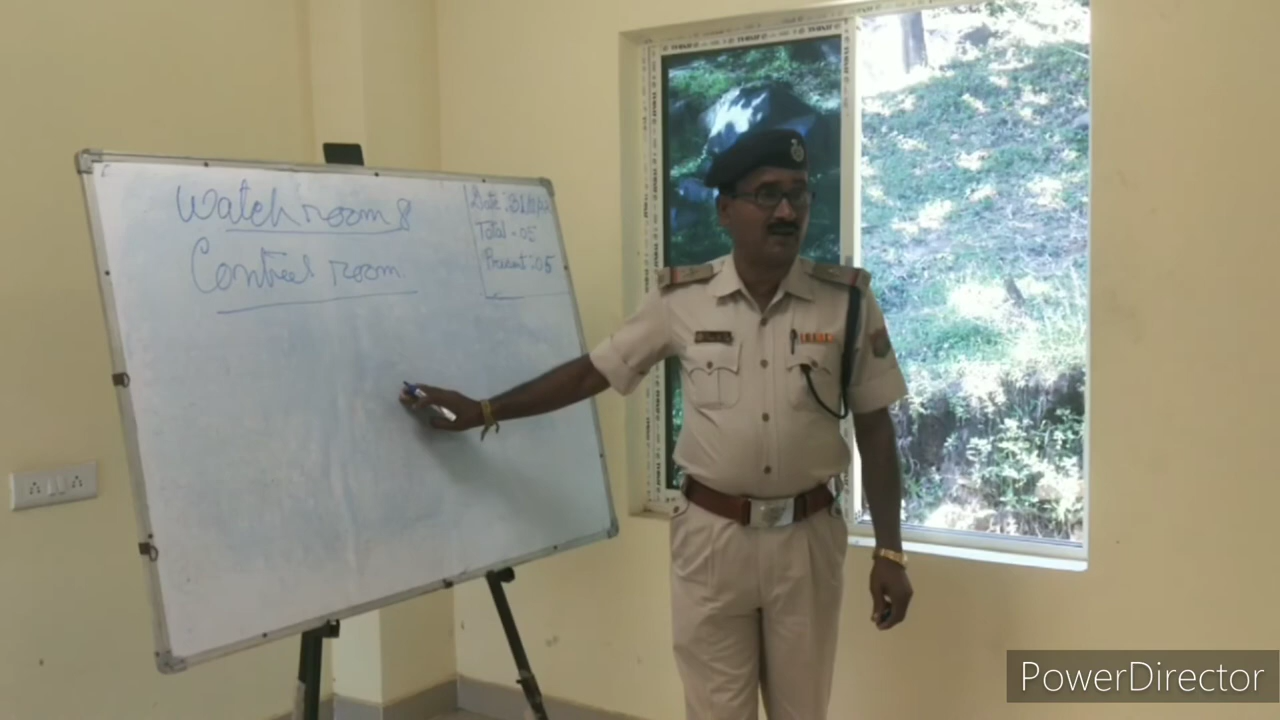 Watch room &
Control room.
Date :
Total - 05
Present : 05
PowerDirector